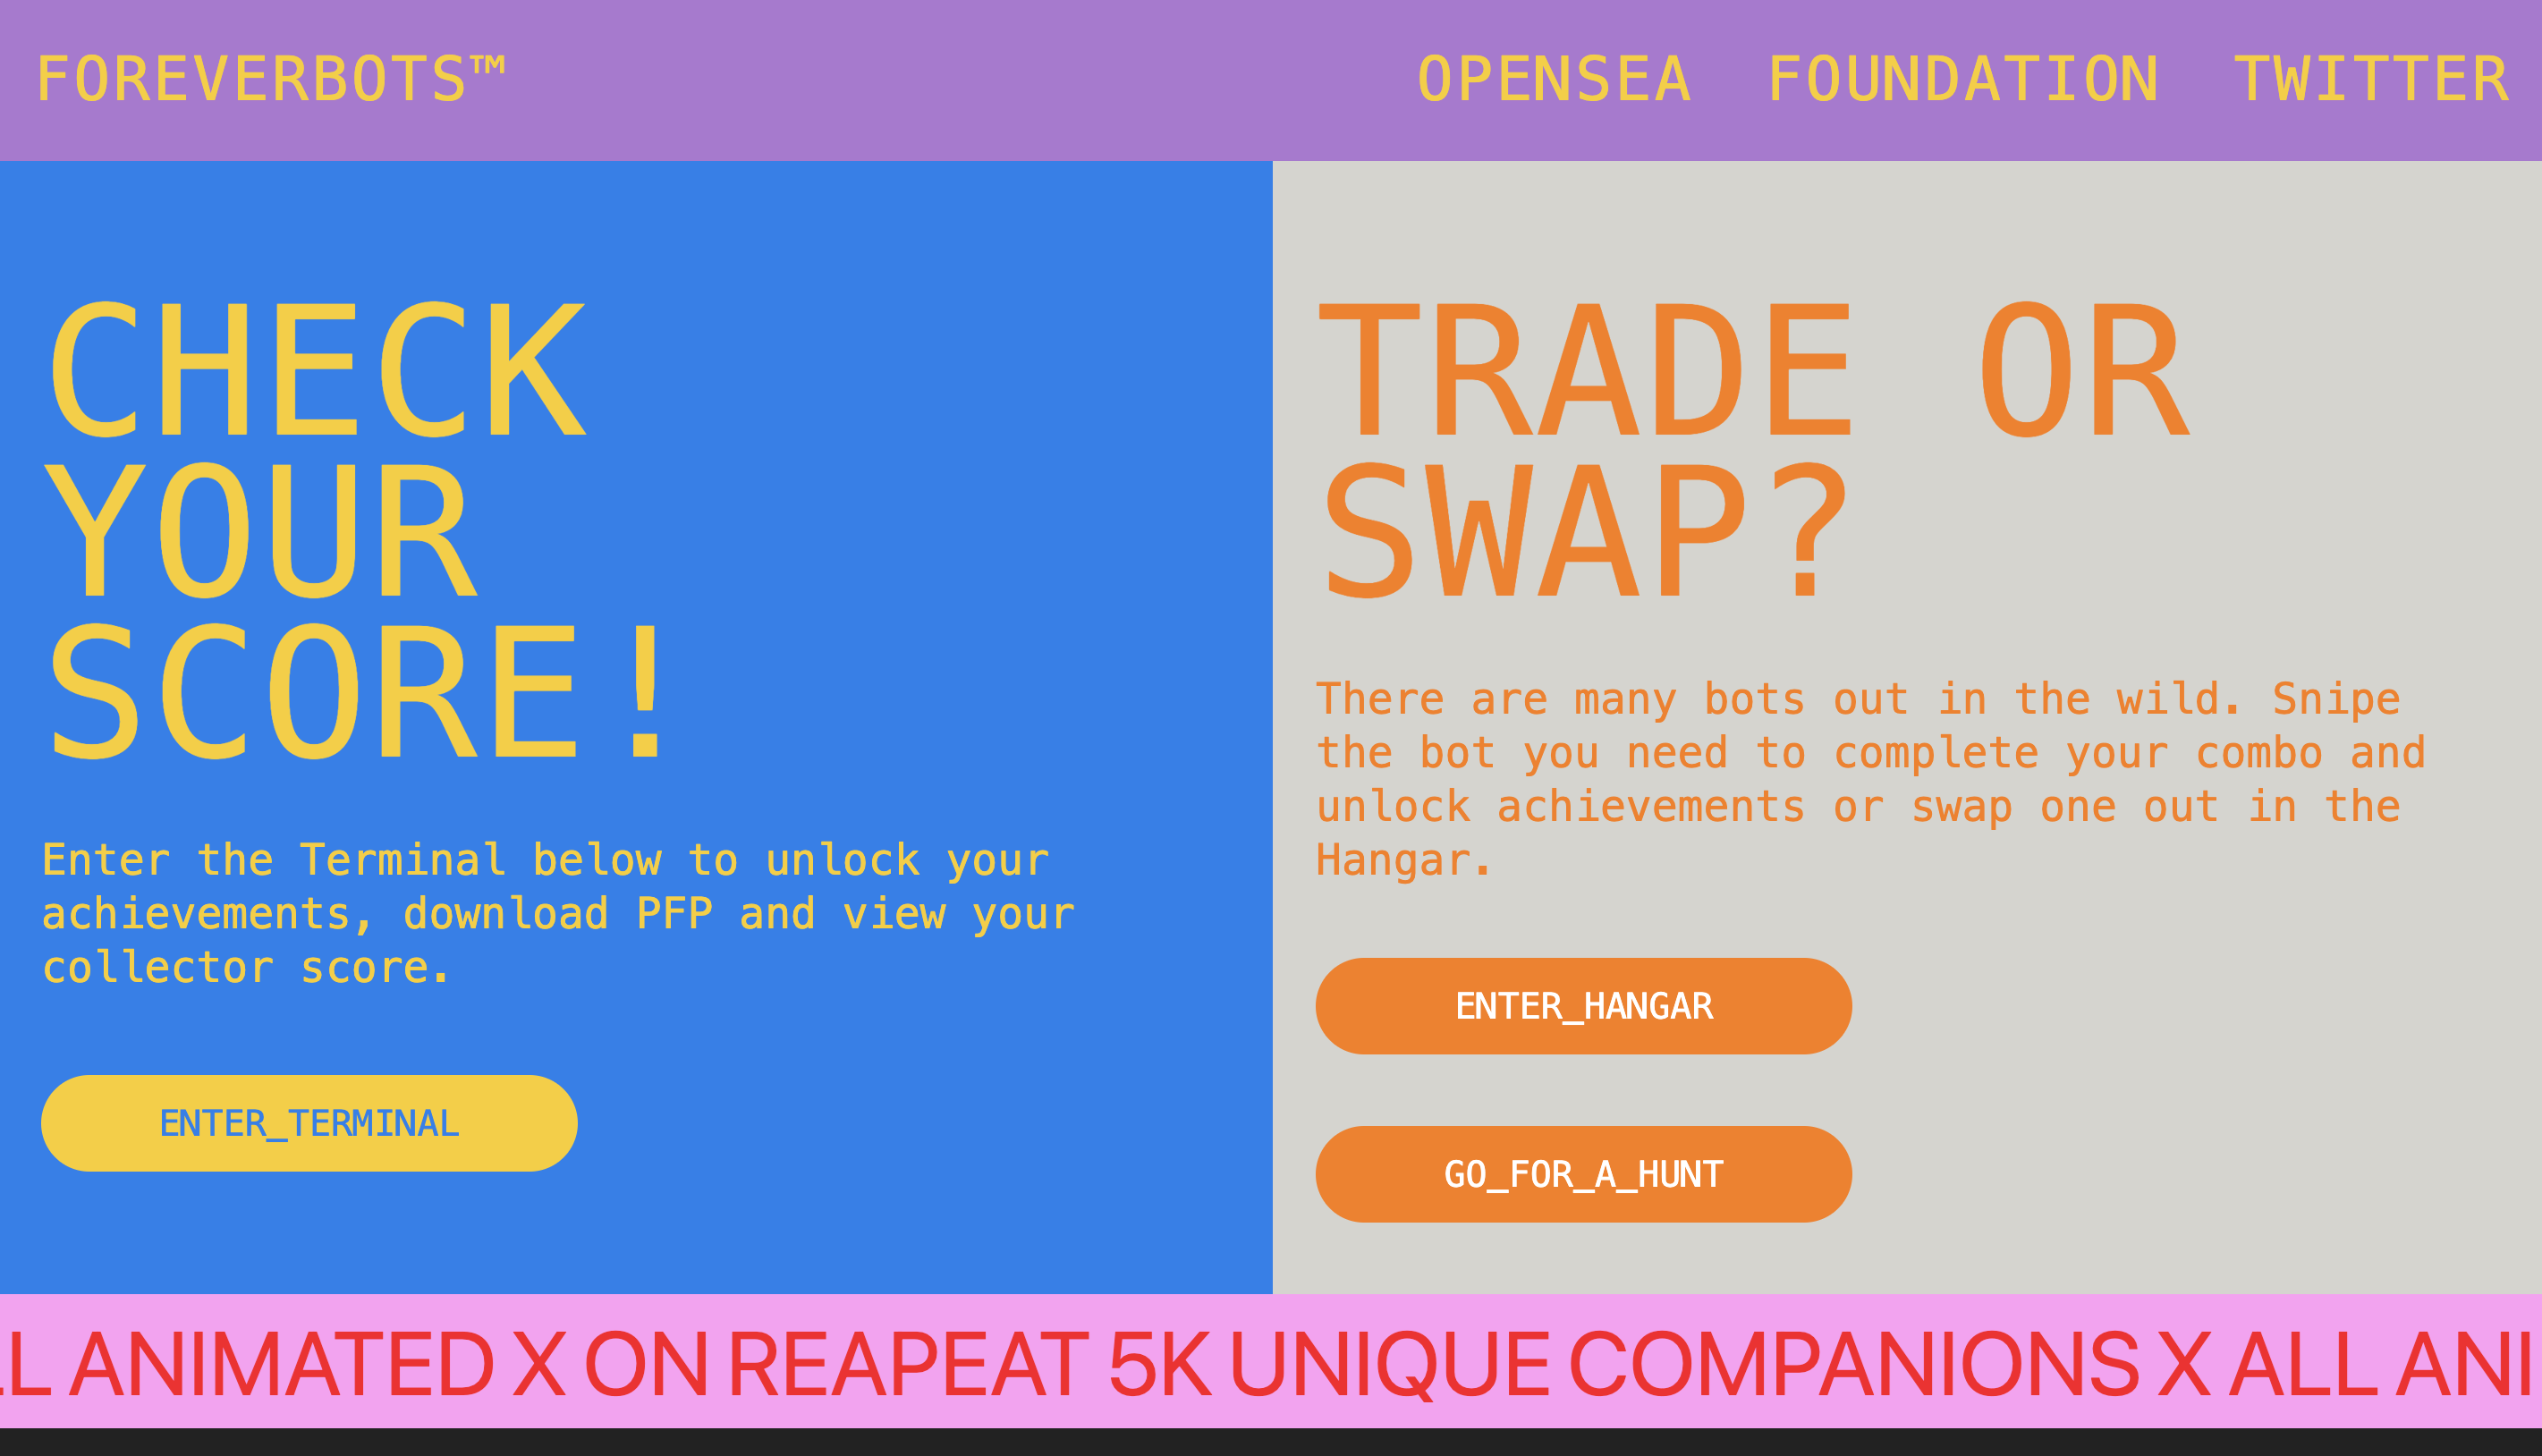 FOREVERBOTS™
OPENSEA FOUNDATION TWITTER
CHECK
YOUR
SCORE!
Enter the Terminal below to unlock your
achievements, download PFP and view your
collector score.
ENTER_TERMINAL
TRADE OR
SWAP?
There are many bots out in the wild. Snipe
the bot you need to complete your combo and
unlock achievements or swap one out in the
Hangar.
ENTER_HANGAR
GO_FOR_A_HUNT
LL ANIMATED X ON REAPEAT 5K UNIQUE COMPANIONS X ALL ANI